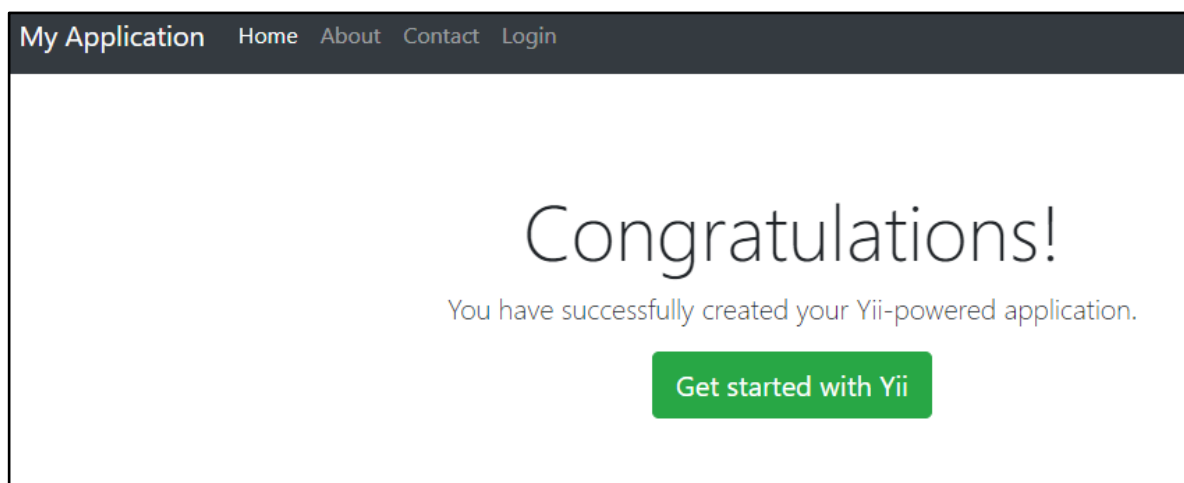 My Application Home About Contact Login
Congratulations!
You have successfully created your Yii-powered application.
Get started with Yii